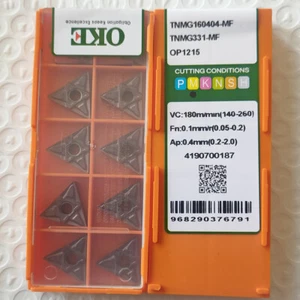 OKE
TNMG160404-MF
TNMG331-MF
OP1215
CUTTING CONDITIONS
P M K N S H
VC:180m/min(140-260)
Fn:0.1mm/r(0.05-0.2)
Ap:0.4mm(0.2-2.0)
4190700187
968290376791